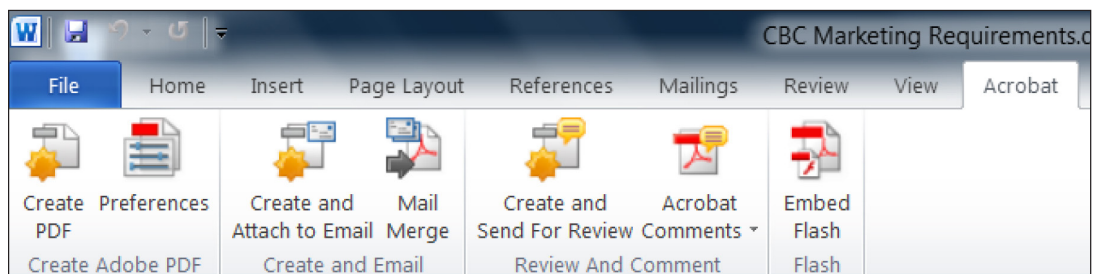 W
CBC Marketing Requirements.d
File Home Insert Page Layout References Mailings Review View Acrobat
Create Preferences Create and Mail Create and Acrobat Embed
PDF Attach to Email Merge Send For Review Comments Flash
Create Adobe PDF Create and Email Review And Comment Flash